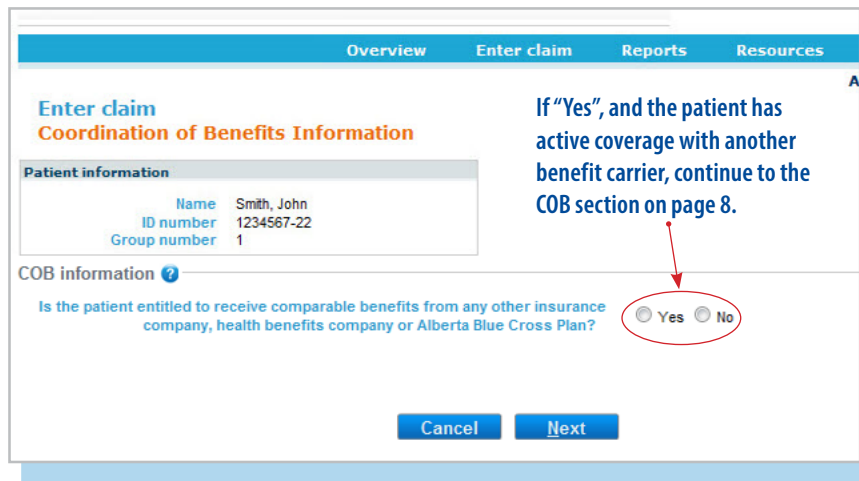 Overview Enter claim Reports Resources
A
Enter claim
Coordination of Benefits Information
If “Yes”, and the patient has
active coverage with another
benefit carrier, continue to the
COB section on page 8.
Patient information
Name Smith, John
ID number 1234567-22
Group number 1
COB information ?
Is the patient entitled to receive comparable benefits from any other insurance
company, health benefits company or Alberta Blue Cross Plan?
Yes No
Cancel Next